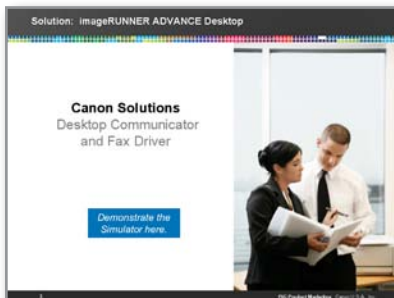 Solution: imageRUNNER ADVANCE Desktop
Canon Solutions
Desktop Communicator
and Fax Driver
Demonstrate the
Simulator here.